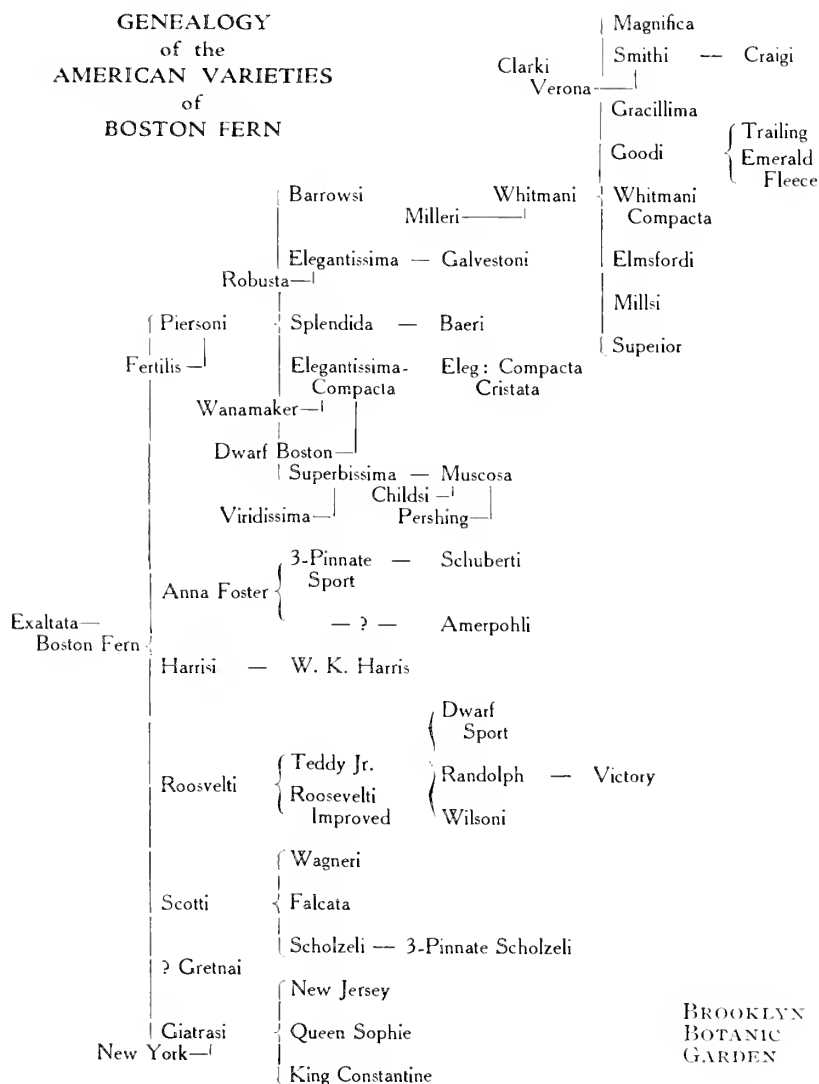 GENEALOGY
of the
AMERICAN VARIETIES
of
BOSTON FERN
Magnifica
Smithi — Craigi
Clarki
Verona—
Gracillima
Goodi
Trailing
Emerald
Fleece
Barrowsi
Whitmani
Whitmani
Compacta
Milleri—
Elegantissima — Galvestoni
Elmsfordi
Robusta—
Millsi
Piersoni
Splendida — Baeri
Superior
Fertilis—
Elegantissima-
Compacta
Eleg: Compacta
Cristata
Wanamaker—
Dwarf Boston—
Superbissima — Muscosa
Childsi —
Viridissima—
Pershing—
3-Pinnate — Schuberti
Sport
Anna Foster
— ? — Amerpohli
Exaltata—
Boston Fern
Harrisi — W. K. Harris
Dwarf
Sport
Teddy Jr.
Roosvelti
Randolph — Victory
Roosevelti
Improved
Wilsoni
Wagneri
Scotti
Falcata
Scholzeli — 3-Pinnate Scholzeli
? Gretnai
New Jersey
Giatrasi
Queen Sophie
New York—
King Constantine
BROOKLYN
BOTANIC
GARDEN